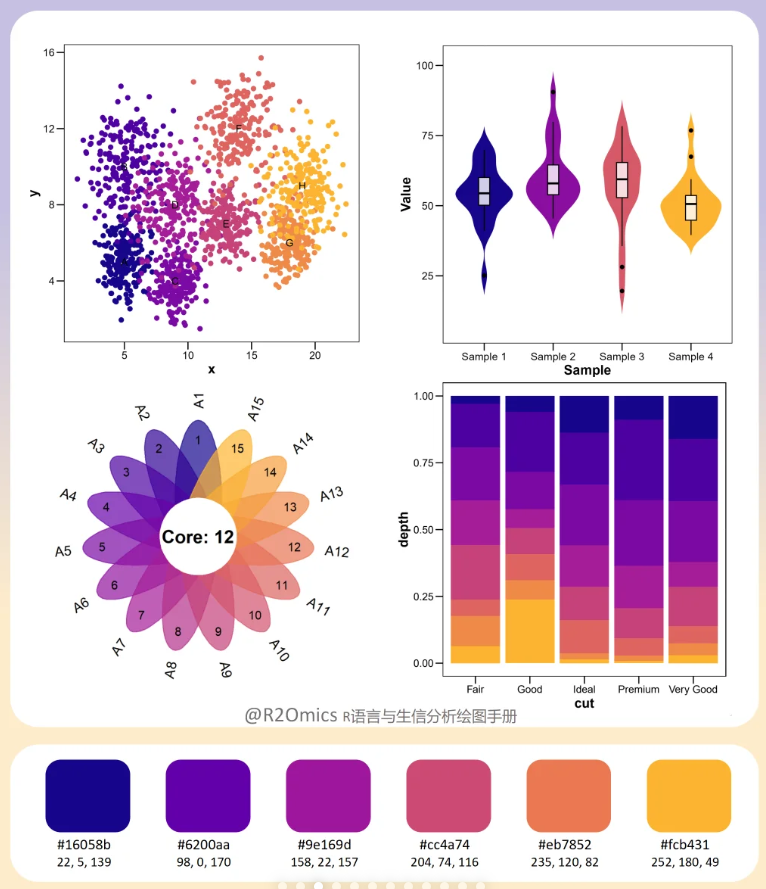 16
12
8
4
y
5
10
15
20
x
D
E
F
G
H
100
75
50
25
Value
Sample 1
Sample 2
Sample 3
Sample 4
Sample
A1
A2
A3
A4
A5
A6
A7
A8
A9
A10
A11
A12
A13
A14
A15
1
2
3
4
5
6
7
8
9
10
11
12
13
14
15
Core: 12
1.00
0.75
0.50
0.25
0.00
depth
Fair
Good
Ideal
Premium
Very Good
cut
@R2Omics R语言与生信分析绘图手册
#16058b
22, 5, 139
#6200aa
98, 0, 170
#9e169d
158, 22, 157
#cc4a74
204, 74, 116
#eb7852
235, 120, 82
#fcb431
252, 180, 49